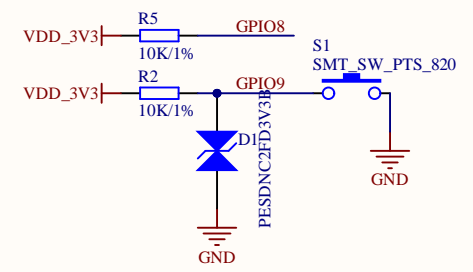 R5
GPIO8
VDD_3V3
10K/1%
S1
SMT_SW_PTS_820
R2
GPIO9
VDD_3V3
10K/1%
D1
PESDNC2FD3V3B
GND
GND